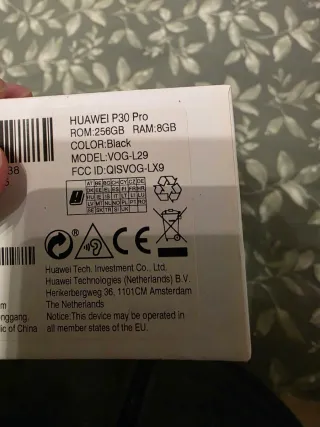 HUAWEI P30 Pro
ROM:256GB RAM:8GB
COLOR:Black
MODEL:VOG-L29
FCC ID:QISVOG-LX9
CE
Huawei Tech. Investment Co., Ltd.
Huawei Technologies (Netherlands) B.V.
Herikerbergweg 36, 1101CM Amsterdam
The Netherlands
Notice:This device may be operated in
all member states of the EU.